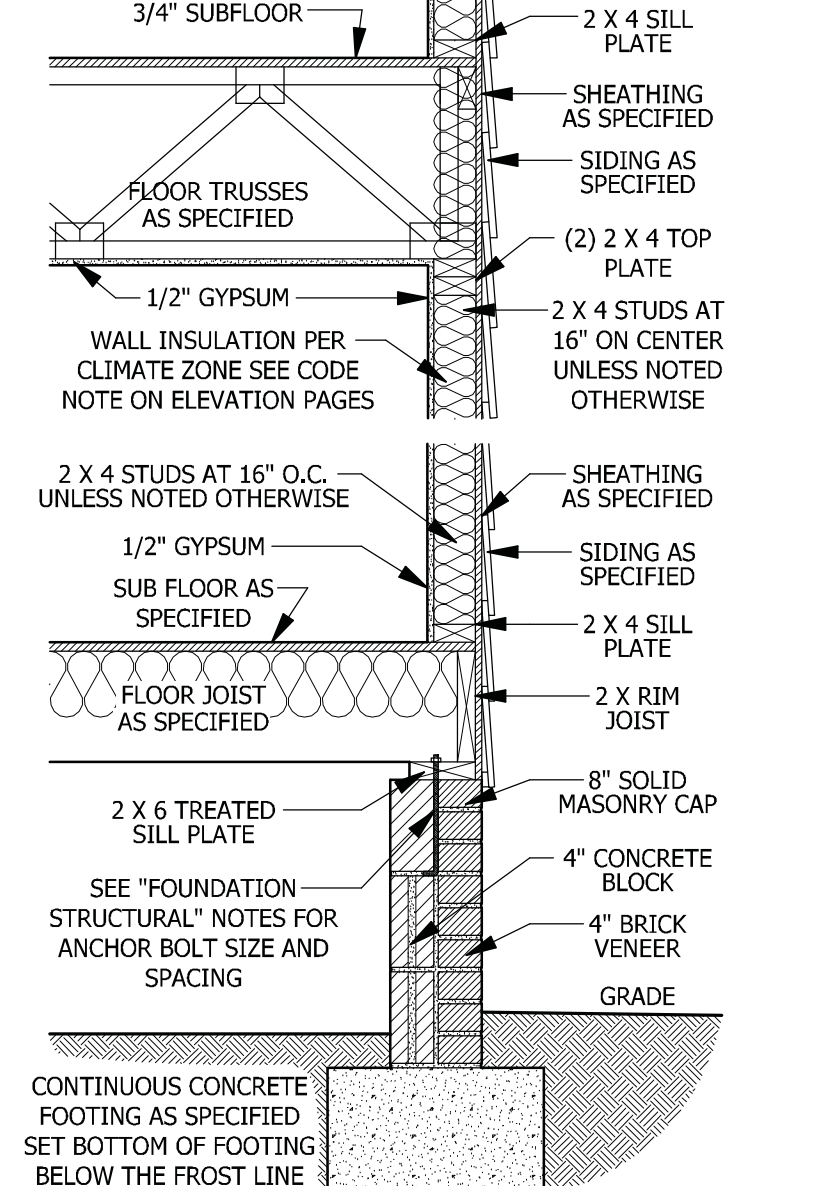 3/4" SUBFLOOR
2 X 4 SILL
PLATE
SHEATHING
AS SPECIFIED
SIDING AS
SPECIFIED
FLOOR TRUSSES
AS SPECIFIED
(2) 2 X 4 TOP
PLATE
1/2" GYPSUM
2 X 4 STUDS AT
16" ON CENTER
UNLESS NOTED
OTHERWISE
WALL INSULATION PER
CLIMATE ZONE SEE CODE
NOTE ON ELEVATION PAGES
2 X 4 STUDS AT 16" O.C.
UNLESS NOTED OTHERWISE
SHEATHING
AS SPECIFIED
1/2" GYPSUM
SIDING AS
SPECIFIED
SUB FLOOR AS
SPECIFIED
2 X 4 SILL
PLATE
FLOOR JOIST
AS SPECIFIED
2 X RIM
JOIST
2 X 6 TREATED
SILL PLATE
8" SOLID
MASONRY CAP
SEE "FOUNDATION
STRUCTURAL" NOTES FOR
ANCHOR BOLT SIZE AND
SPACING
4" CONCRETE
BLOCK
4" BRICK
VENEER
GRADE
CONTINUOUS CONCRETE
FOOTING AS SPECIFIED
SET BOTTOM OF FOOTING
BELOW THE FROST LINE